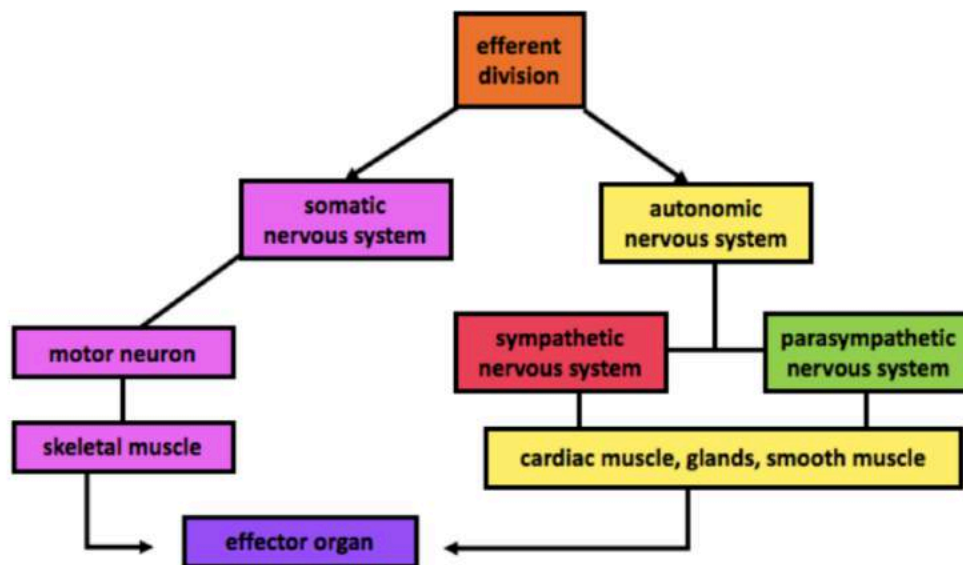 efferent
division
somatic
nervous system
autonomic
nervous system
motor neuron
sympathetic
nervous system
parasympathetic
nervous system
skeletal muscle
cardiac muscle, glands, smooth muscle
effector organ